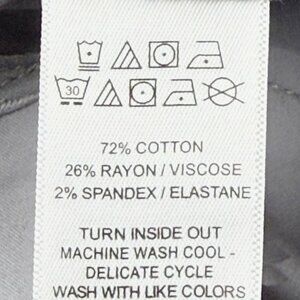 30
72% COTTON
26% RAYON / VISCOSE
2% SPANDEX / ELASTANE
TURN INSIDE OUT
MACHINE WASH COOL -
DELICATE CYCLE
WASH WITH LIKE COLORS